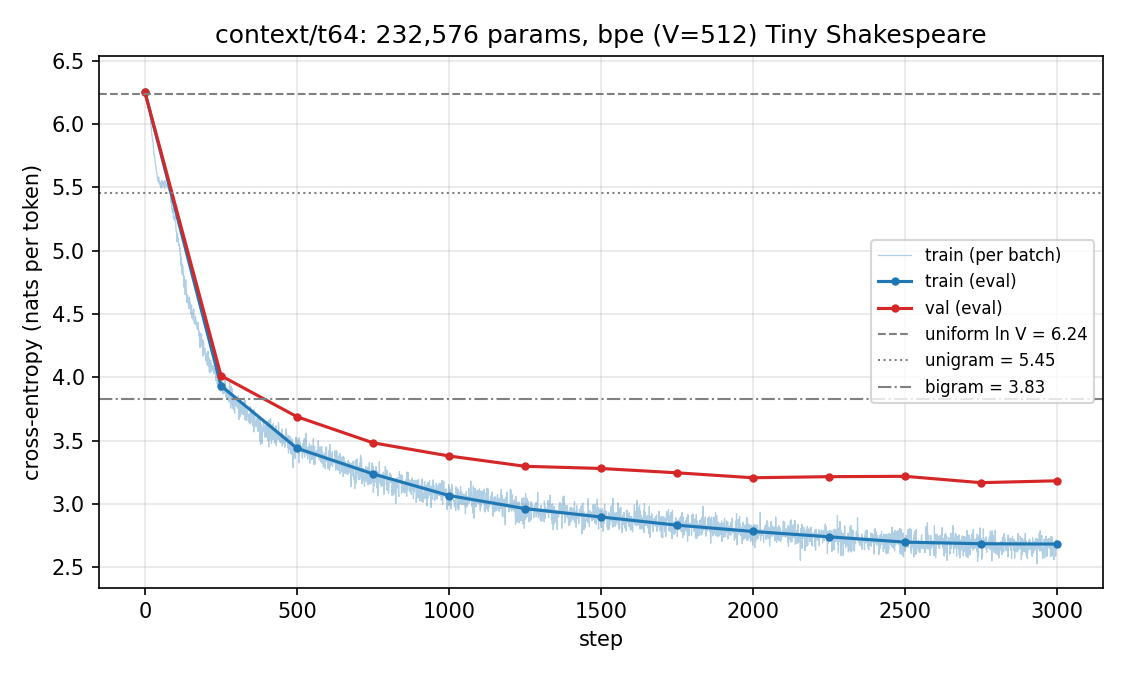 context/t64: 232,576 params, bpe (V=512) Tiny Shakespeare
cross-entropy (nats per token)
6.5
6.0
5.5
5.0
4.5
4.0
3.5
3.0
2.5
train (per batch)
train (eval)
val (eval)
uniform ln V = 6.24
unigram = 5.45
bigram = 3.83
0 500 1000 1500 2000 2500 3000
step